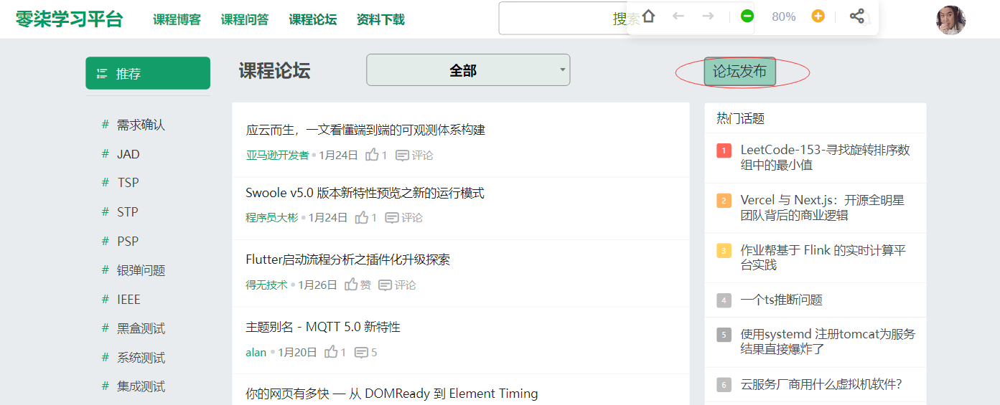 零柒学习平台 课程博客 课程问答 课程论坛 资料下载 搜索 80%
推荐
课程论坛 全部 论坛发布
# 需求确认
# JAD
# TSP
# STP
# PSP
# 银弹问题
# IEEE
# 黑盒测试
# 系统测试
# 集成测试
应云而生，一文看懂端到端的可观测体系构建
亚马逊开发者 1月24日 1 评论
Swoole v5.0 版本新特性预览之新的运行模式
程序员大彬 1月24日 1 评论
Flutter启动流程分析之插件化升级探索
得无技术 1月26日 赞 评论
主题别名 - MQTT 5.0 新特性
alan 1月20日 1 5
你的网页有多快 — 从 DOMReady 到 Element Timing
热门话题
1 LeetCode-153-寻找旋转排序数
组中的最小值
2 Vercel 与 Next.js：开源全明星
团队背后的商业逻辑
3 作业帮基于 Flink 的实时计算平
台实践
4 一个ts推断问题
5 使用systemd 注册tomcat为服务
结果直接爆炸了
6 云服务厂商用什么虚拟机软件?